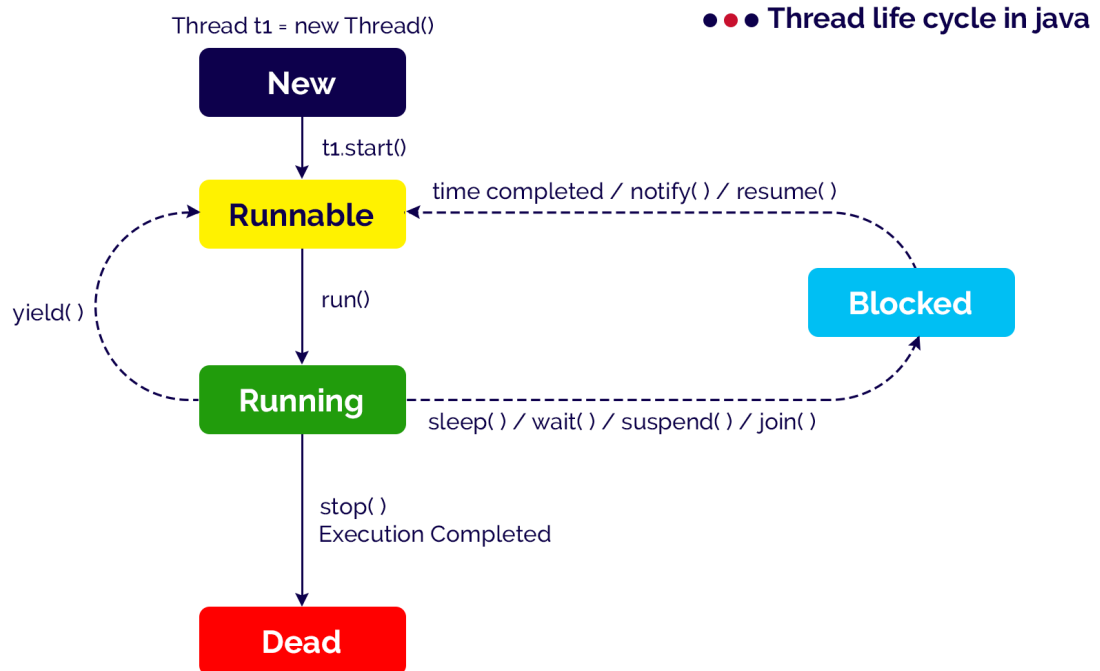 Thread life cycle in java
Thread t1 = new Thread()
New
t1.start()
time completed / notify( ) / resume( )
Runnable
Blocked
run()
yield( )
Running
sleep( ) / wait( ) / suspend( ) / join( )
stop( )
Execution Completed
Dead